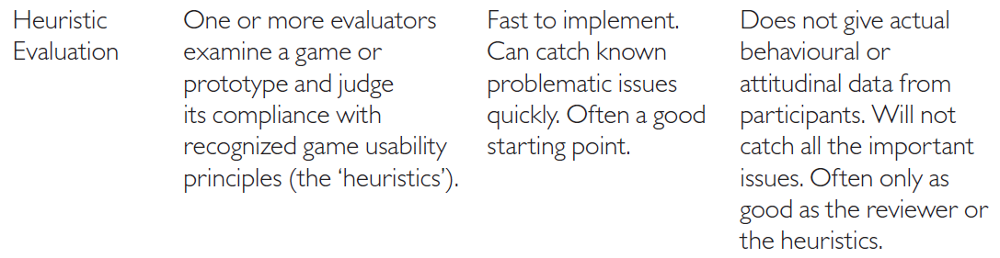 Heuristic
Evaluation
One or more evaluators
examine a game or
prototype and judge
its compliance with
recognized game usability
principles (the ‘heuristics’).
Fast to implement.
Can catch known
problematic issues
quickly. Often a good
starting point.
Does not give actual
behavioural or
attitudinal data from
participants. Will not
catch all the important
issues. Often only as
good as the reviewer or
the heuristics.